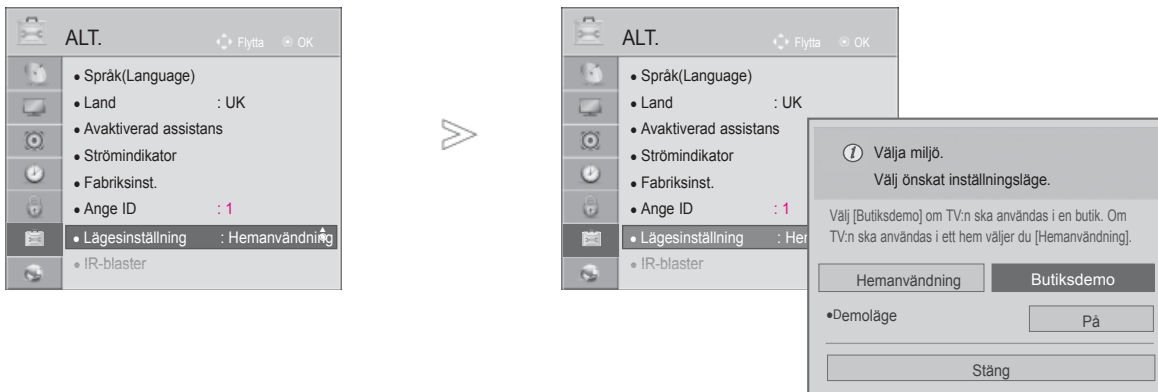 ALT. Flytta OK
• Språk(Language)
• Land : UK
• Avaktiverad assistans
• Strömindikator
• Fabriksinst.
• Ange ID : 1
• Lägesinställning : Hemanvändning
• IR-blaster
ALT. Flytta OK
• Språk(Language)
• Land : UK
• Avaktiverad assistans
• Strömindikator
• Fabriksinst.
• Ange ID : 1
• Lägesinställning : Her
• IR-blaster
Välja miljö.
Välj önskat inställningsläge.
Välj [Butiksdemo] om TV:n ska användas i en butik. Om
TV:n ska användas i ett hem väljer du [Hemanvändning].
Hemanvändning Butiksdemo
•Demoläge På
Stäng